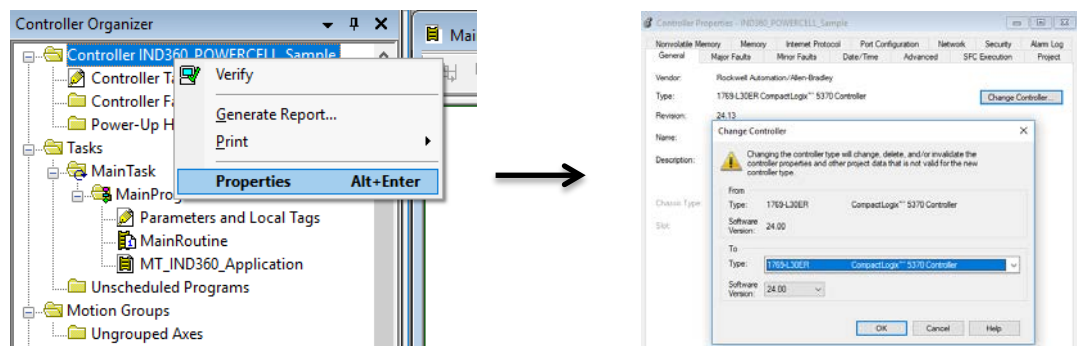 Controller Organizer
Mai
Controller IND360_POWERCELL_Sample
Controller Ta
Controller Fa
Power-Up H
Tasks
MainTask
MainProg
Parameters and Local Tags
MainRoutine
MT_IND360_Application
Unscheduled Programs
Motion Groups
Ungrouped Axes
Verify
Generate Report...
Print
Properties Alt+Enter
Controller Properties - IND360_POWERCELL_Sample
Nonvolatile Memory Memory Internet Protocol Port Configuration Network Security Alarm Log
General Major Faults Minor Faults Date/Time Advanced SFC Execution Project
Vendor: Rockwell Automation/Allen-Bradley
Type: 1769-L30ER CompactLogix™ 5370 Controller Change Controller...
Revision: 24.13
Name:
Description:
Chassis Type:
Slot:
Change Controller
Changing the controller type will change, delete, and/or invalidate the
controller properties and other project data that is not valid for the new
controller type.
From
Type: 1769-L30ER CompactLogix™ 5370 Controller
Software
Version: 24.00
To
Type: 1769-L30ER CompactLogix™ 5370 Controller
Software
Version: 24.00
OK Cancel Help